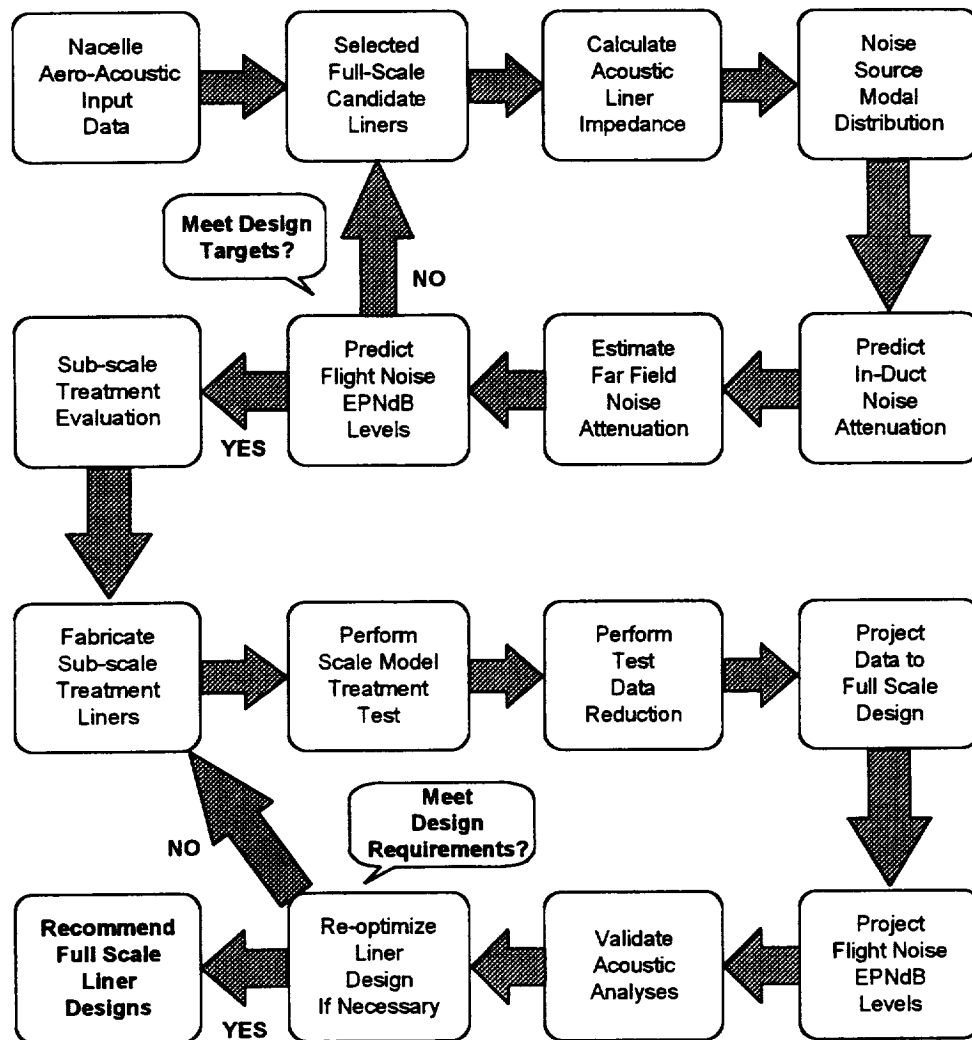 Nacelle
Aero-Acoustic
Input
Data
Selected
Full-Scale
Candidate
Liners
Calculate
Acoustic
Liner
Impedance
Noise
Source
Modal
Distribution
Meet Design
Targets?
NO
Sub-scale
Treatment
Evaluation
YES
Predict
Flight Noise
EPNdB
Levels
Estimate
Far Field
Noise
Attenuation
Predict
In-Duct
Noise
Attenuation
Fabricate
Sub-scale
Treatment
Liners
Perform
Scale Model
Treatment
Test
Perform
Test
Data
Reduction
Project
Data to
Full Scale
Design
NO
Meet
Design
Requirements?
Recommend
Full Scale
Liner
Designs
YES
Re-optimize
Liner
Design
If Necessary
Validate
Acoustic
Analyses
Project
Flight Noise
EPNdB
Levels